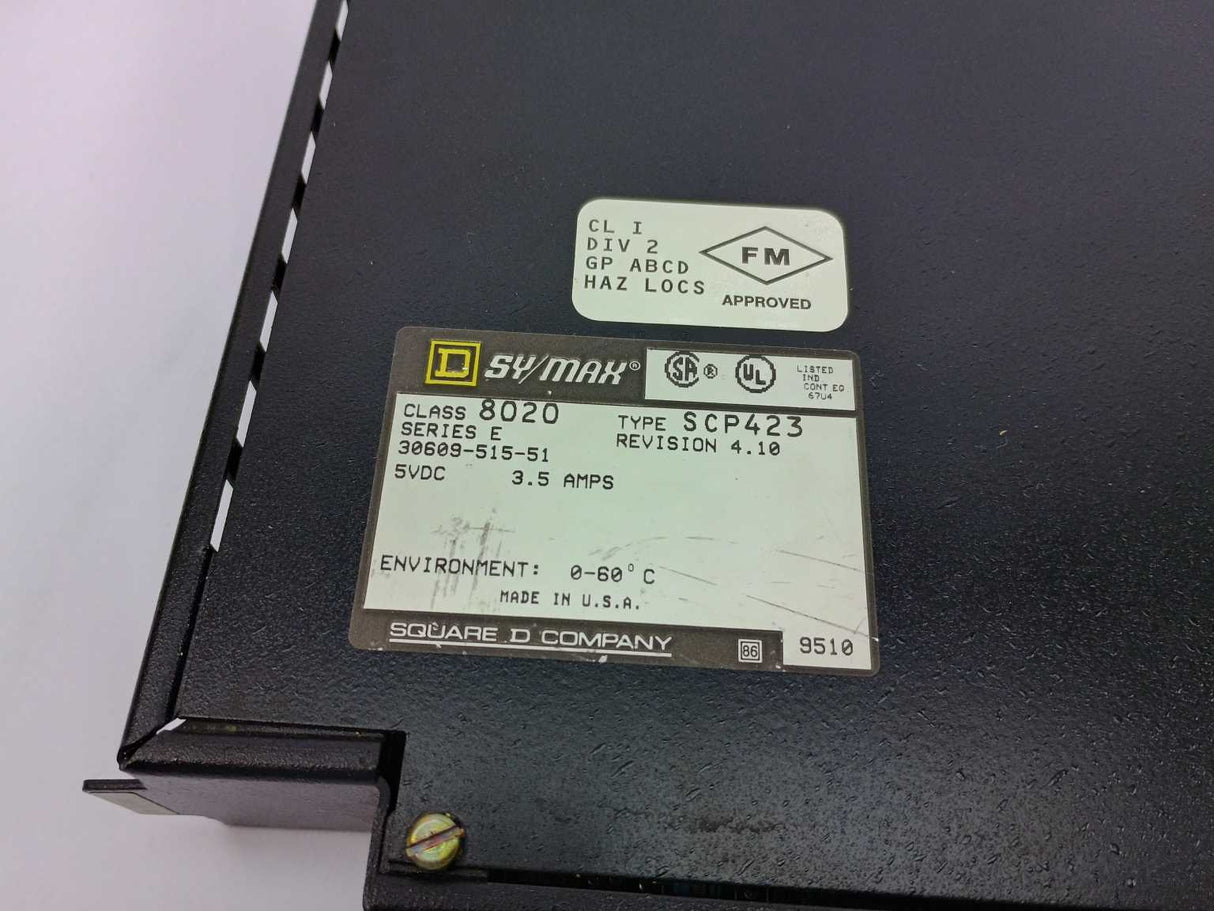 CL I
DIV 2
GP ABCD
HAZ LOCS
FM
APPROVED
D SY/MAX®
SA ®
UL
LISTED
IND
CONT EQ
67U4
CLASS 8020 TYPE SCP423
SERIES E REVISION 4.10
30609-515-51
5VDC 3.5 AMPS
ENVIRONMENT: 0-60°C
MADE IN U.S.A.
SQUARE D COMPANY 86 9510